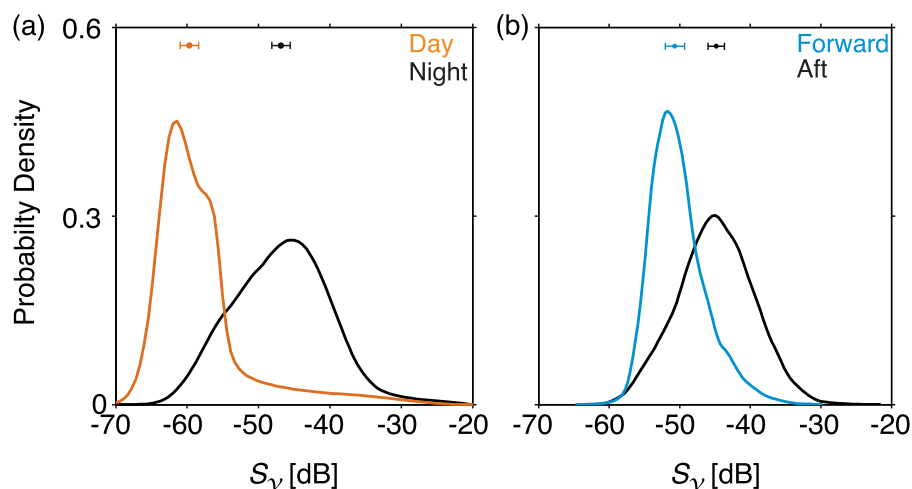 (a)
0.6
Day
Night
Probabilty Density
0.3
0
-70 -60 -50 -40 -30 -20
Sν [dB]
(b)
Forward
Aft
-70 -60 -50 -40 -30 -20
Sν [dB]